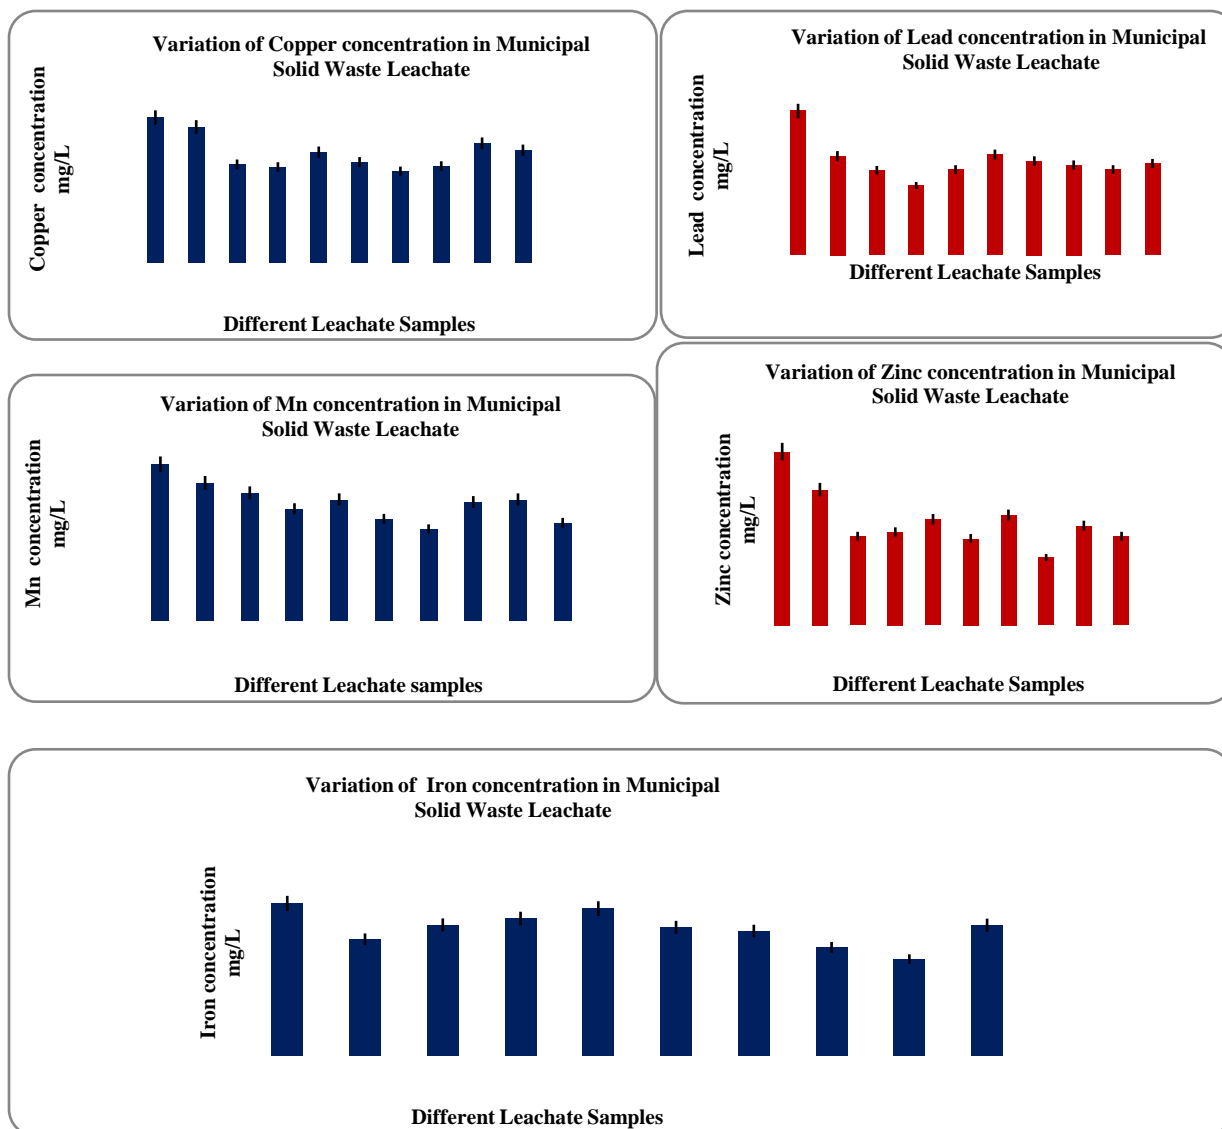 Variation of Copper concentration in Municipal
Solid Waste Leachate
Copper concentration
mg/L
Different Leachate Samples
Variation of Lead concentration in Municipal
Solid Waste Leachate
Lead concentration
mg/L
Different Leachate Samples
Variation of Mn concentration in Municipal
Solid Waste Leachate
Mn concentration
mg/L
Different Leachate samples
Variation of Zinc concentration in Municipal
Solid Waste Leachate
Zinc concentration
mg/L
Different Leachate Samples
Variation of Iron concentration in Municipal
Solid Waste Leachate
Iron concentration
mg/L
Different Leachate Samples